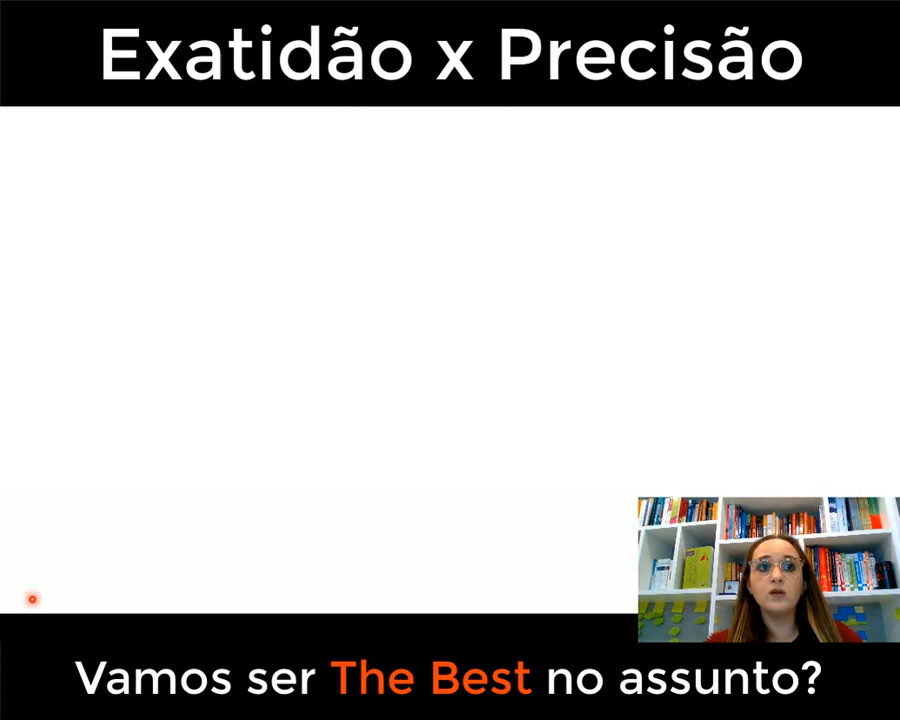 Exatidão x Precisão
Vamos ser The Best no assunto?